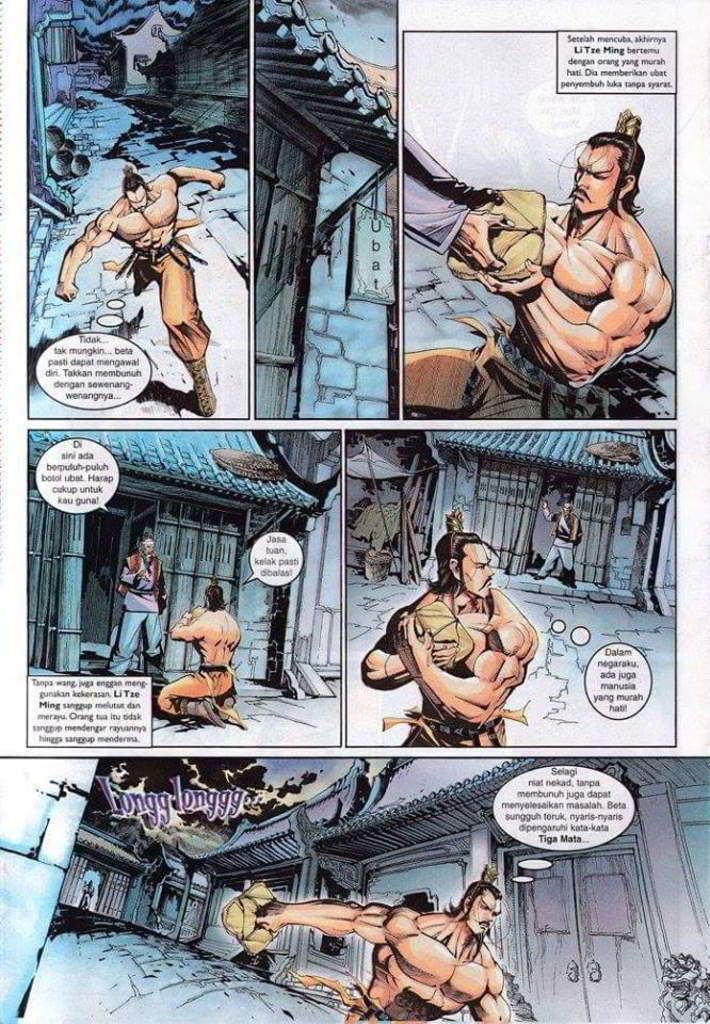 Tidak...
tak mungkin... beta
pasti dapat mengawal
diri. Takkan membunuh
dengan sewenang-
wenangnya...
Ubat
Setelah mencuba, akhirnya
Li Tze Ming bertemu
dengan orang yang murah
hati. Dia memberikan ubat
penyembuh luka tanpa syarat.
Di
sini ada
berpuluh-puluh
botol ubat. Harap
cukup untuk
kau guna!
Jasa
tuan,
kelak pasti
dibalas!
Tanpa wang, juga enggan meng-
gunakan kekerasan, Li Tze
Ming sanggup melutut dan
merayu. Orang tua itu tidak
sanggup mendengar rayuannya
hingga sanggup menderma.
Dalam
negaraku,
ada juga
manusia
yang murah
hati!
Longg longgg...
Selagi
niat nekad, tanpa
membunuh juga dapat
menyelesaikan masalah. Beta
sungguh teruk, nyaris-nyaris
dipengaruhi kata-kata
Tiga Mata...